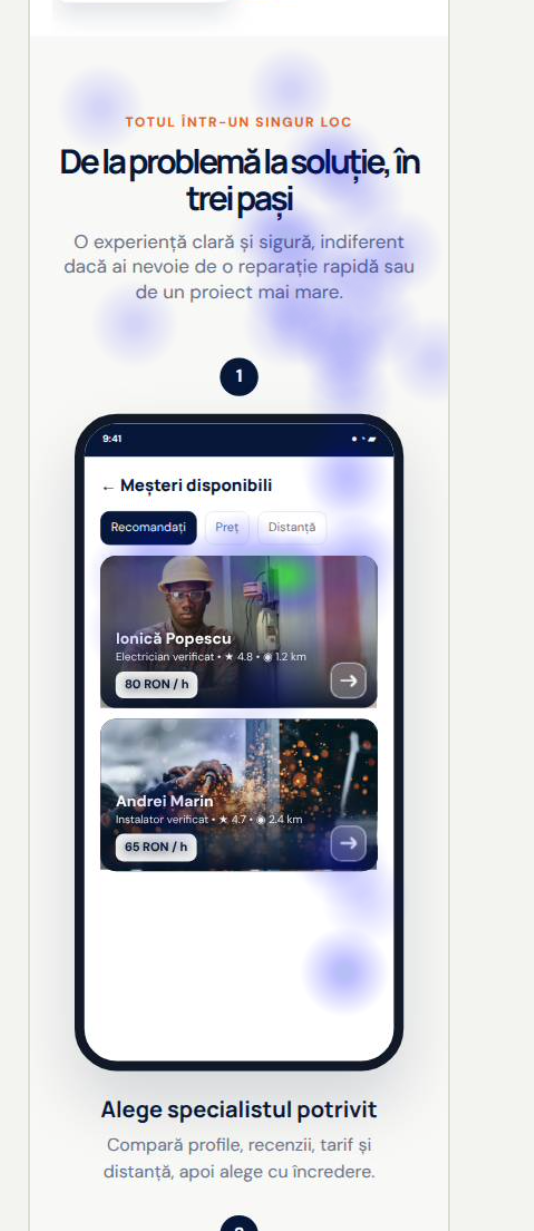 TOTUL ÎNTR-UN SINGUR LOC
De la problemă la soluție, în
trei pași
O experiență clară și sigură, indiferent
dacă ai nevoie de o reparație rapidă sau
de un proiect mai mare.
1
9:41
← Meșteri disponibili
Recomandați Preț Distanță
Ionică Popescu
Electrician verificat • ★ 4.8 • ◉ 1.2 km
80 RON / h
Andrei Marin
Instalator verificat • ★ 4.7 • ◉ 2.4 km
65 RON / h
Alege specialistul potrivit
Compară profile, recenzii, tarif și
distanță, apoi alege cu încredere.